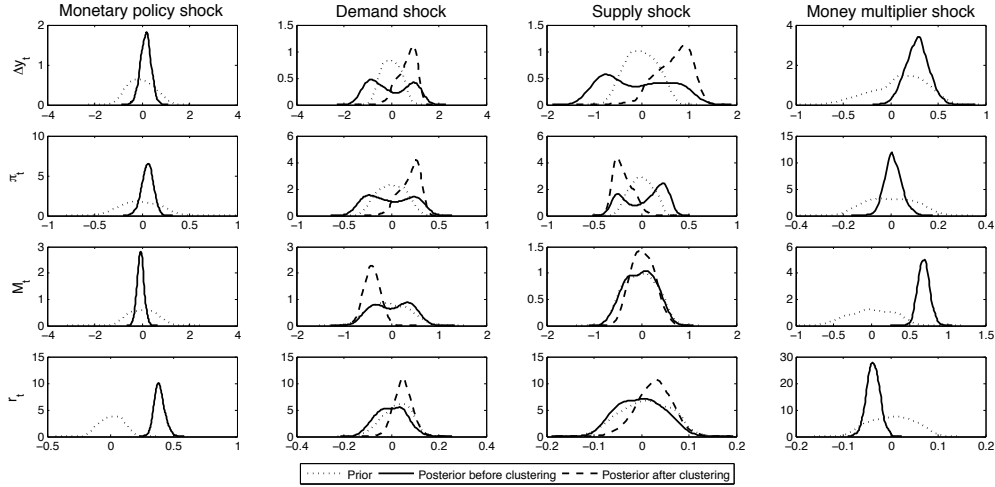 Monetary policy shock Demand shock Supply shock Money multiplier shock
Δy_t
2 1 0
−4 −2 0 2 4
1.5 1 0.5 0
−4 −2 0 2 4
1.5 1 0.5 0
−2 −1 0 1 2
4 2 0
−1 −0.5 0 0.5 1
π_t
10 5 0
−1 −0.5 0 0.5 1
6 4 2 0
−1 −0.5 0 0.5 1
6 4 2 0
−1 −0.5 0 0.5 1
15 10 5 0
−0.4 −0.2 0 0.2 0.4
M_t
3 2 1 0
−2 −1 0 1 2
3 2 1 0
−2 −1 0 1 2
1.5 1 0.5 0
−2 −1 0 1 2
6 4 2 0
−1 −0.5 0 0.5 1
r_t
15 10 5 0
−0.5 0 0.5 1
15 10 5 0
−0.4 −0.2 0 0.2 0.4
15 10 5 0
−0.2 −0.1 0 0.1 0.2
30 20 10 0
−0.2 −0.1 0 0.1 0.2
Prior Posterior before clustering Posterior after clustering